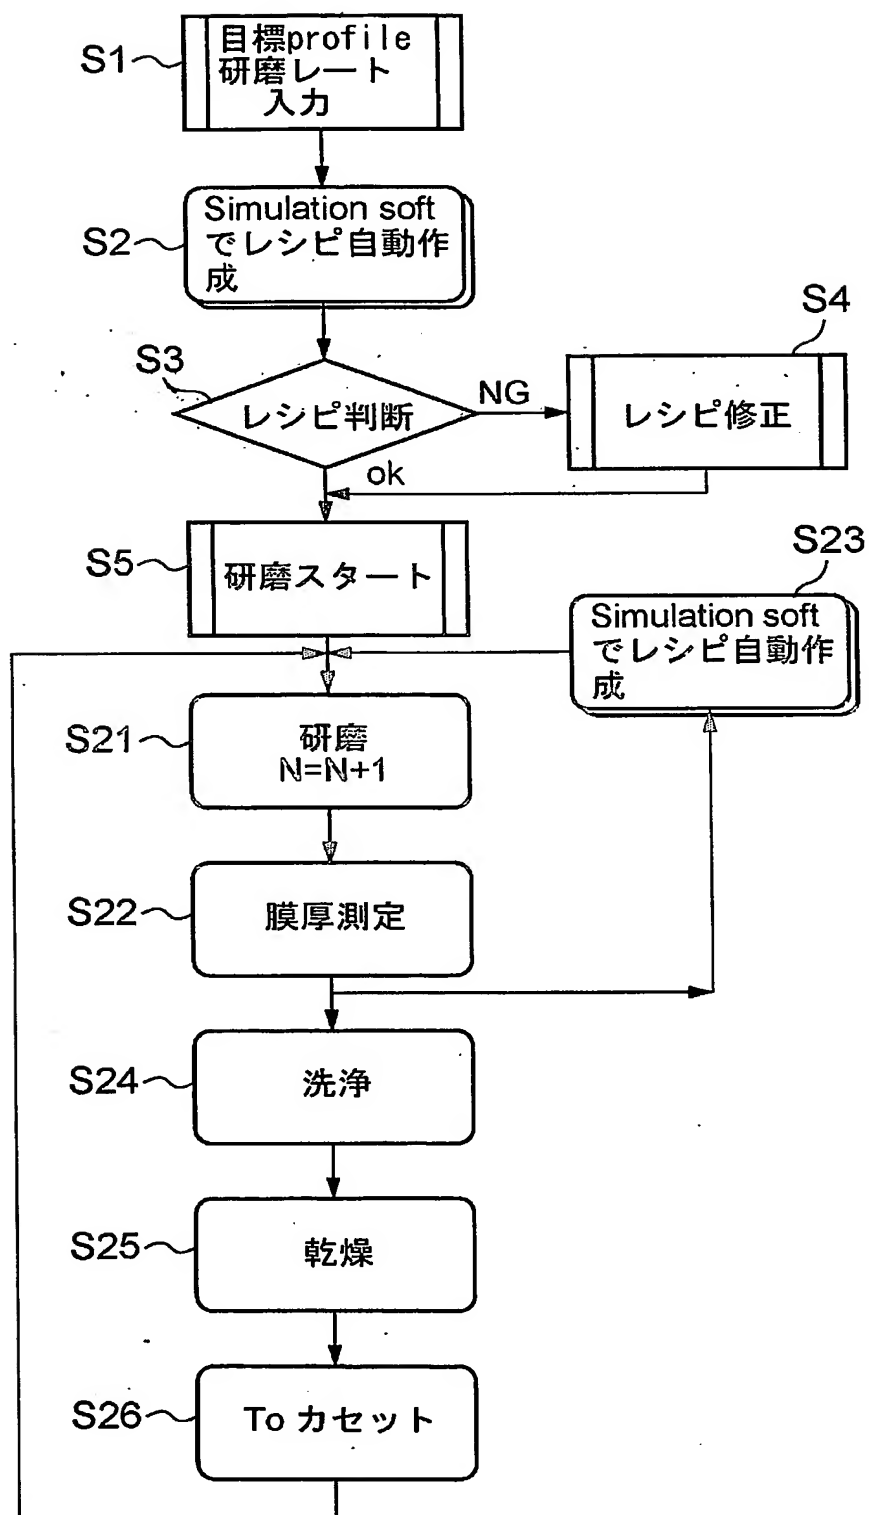 S1
目標profile
研磨レート
入力
S2
Simulation soft
でレシピ自動作
成
S3
レシピ判断
NG
S4
レシピ修正
ok
S5
研磨スタート
S23
Simulation soft
でレシピ自動作
成
S21
研磨
N=N+1
S22
膜厚測定
S24
洗浄
S25
乾燥
S26
To カセット